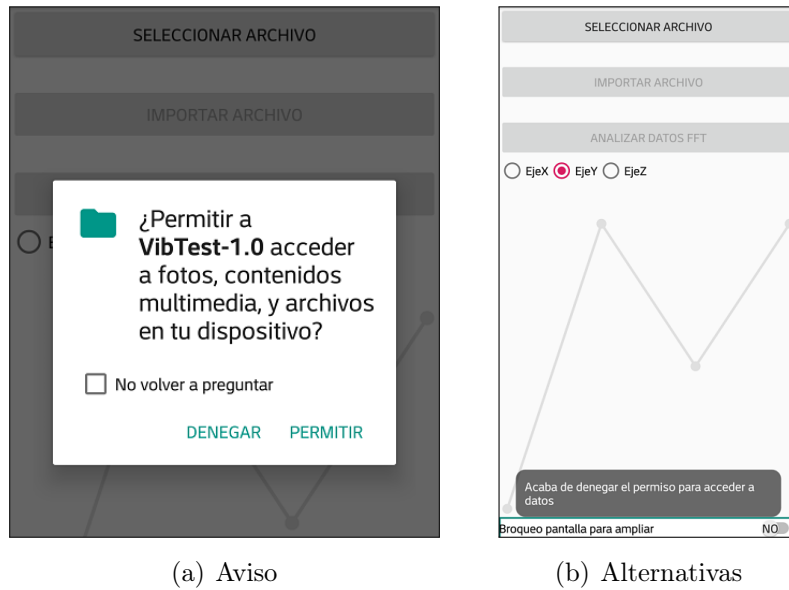 SELECCIONAR ARCHIVO
IMPORTAR ARCHIVO
E
¿Permitir a
VibTest-1.0 acceder
a fotos, contenidos
multimedia, y archivos
en tu dispositivo?
No volver a preguntar
DENEGAR PERMITIR
(a) Aviso
SELECCIONAR ARCHIVO
IMPORTAR ARCHIVO
ANALIZAR DATOS FFT
EjeX EjeY EjeZ
Acaba de denegar el permiso para acceder a
datos
Broqueo pantalla para ampliar NO
(b) Alternativas